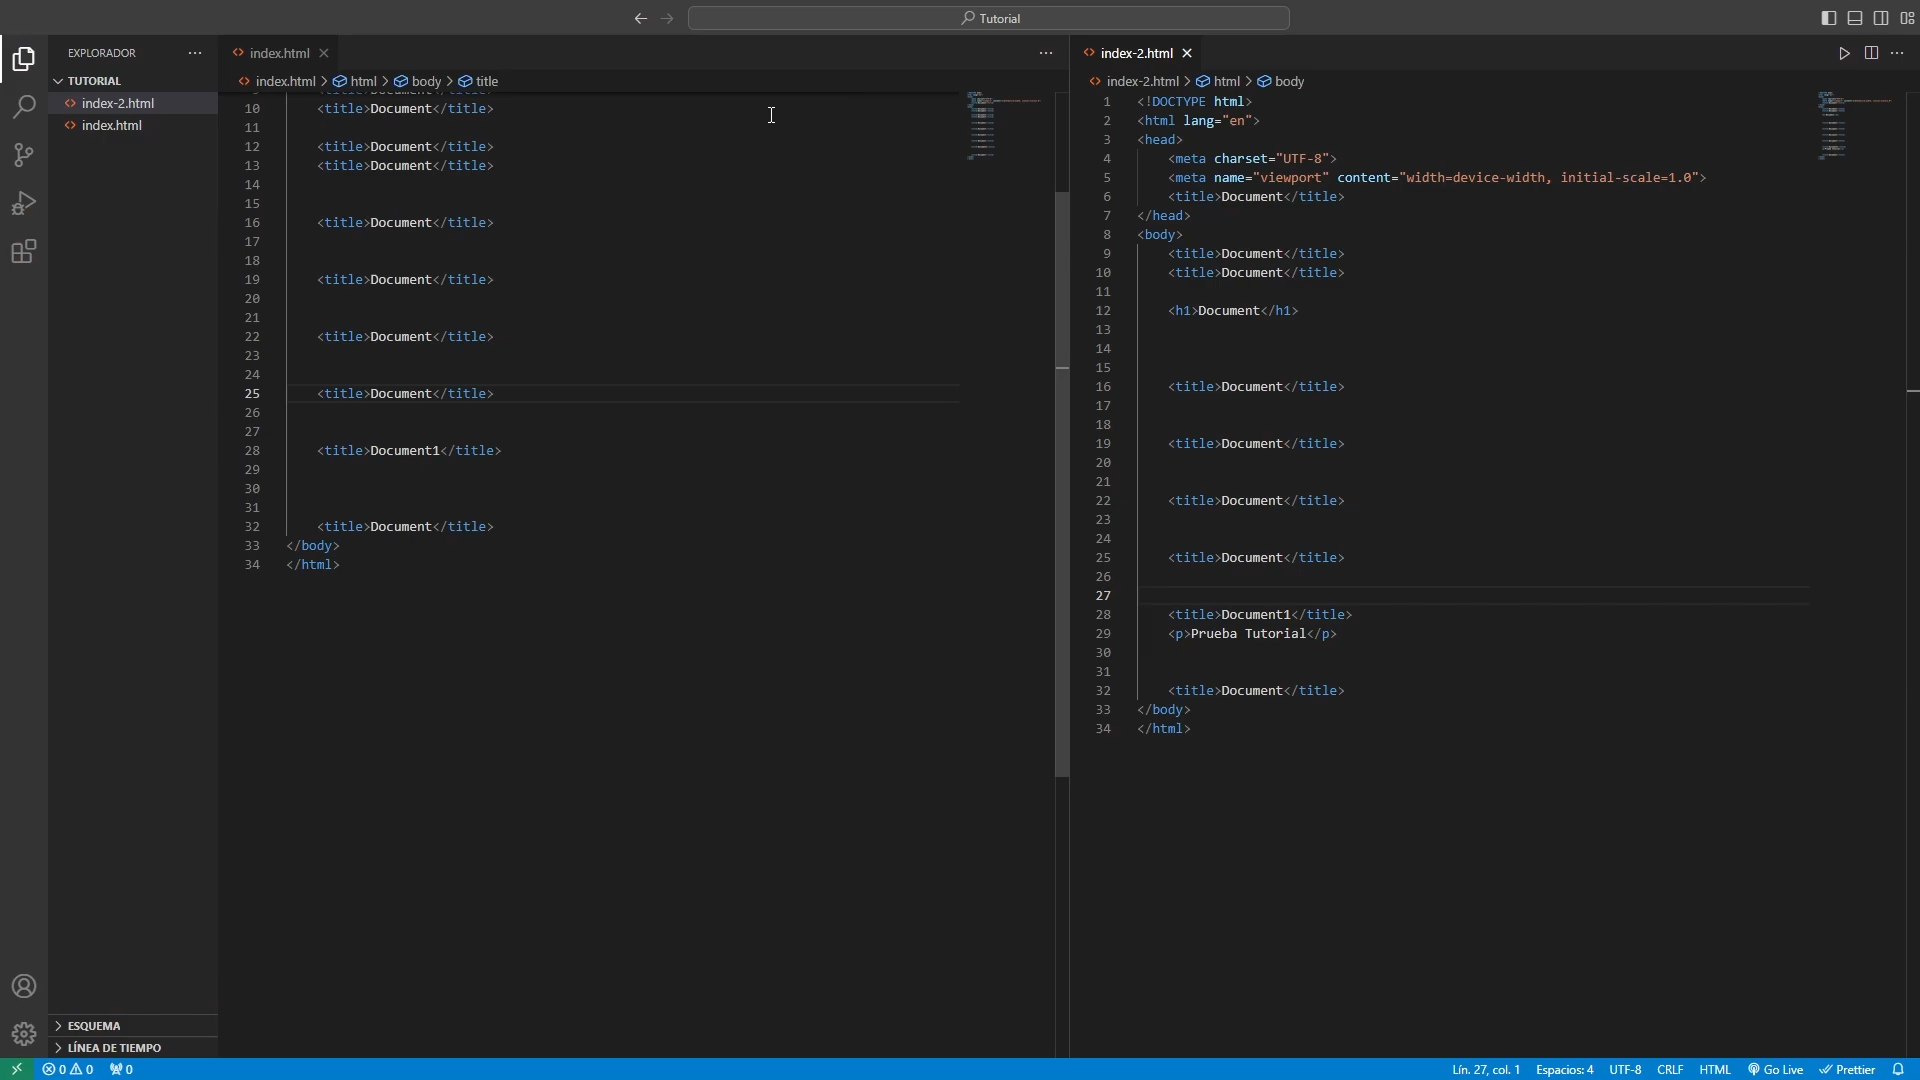 Tutorial
EXPLORADOR
TUTORIAL
index-2.html
index.html
ESQUEMA
LÍNEA DE TIEMPO
index.html
index.html > html > body > title
10 <title>Document</title>
11
12 <title>Document</title>
13 <title>Document</title>
14
15
16 <title>Document</title>
17
18
19 <title>Document</title>
20
21
22 <title>Document</title>
23
24
25 <title>Document</title>
26
27
28 <title>Document1</title>
29
30
31
32 <title>Document</title>
33 </body>
34 </html>
index-2.html
index-2.html > html > body
1 <!DOCTYPE html>
2 <html lang="en">
3 <head>
4 <meta charset="UTF-8">
5 <meta name="viewport" content="width=device-width, initial-scale=1.0">
6 <title>Document</title>
7 </head>
8 <body>
9 <title>Document</title>
10 <title>Document</title>
11
12 <h1>Document</h1>
13
14
15
16 <title>Document</title>
17
18
19 <title>Document</title>
20
21
22 <title>Document</title>
23
24
25 <title>Document</title>
26
27
28 <title>Document1</title>
29 <p>Prueba Tutorial</p>
30
31
32 <title>Document</title>
33 </body>
34 </html>
0 0 0 Lín. 27, col. 1 Espacios: 4 UTF-8 CRLF HTML Go Live Prettier